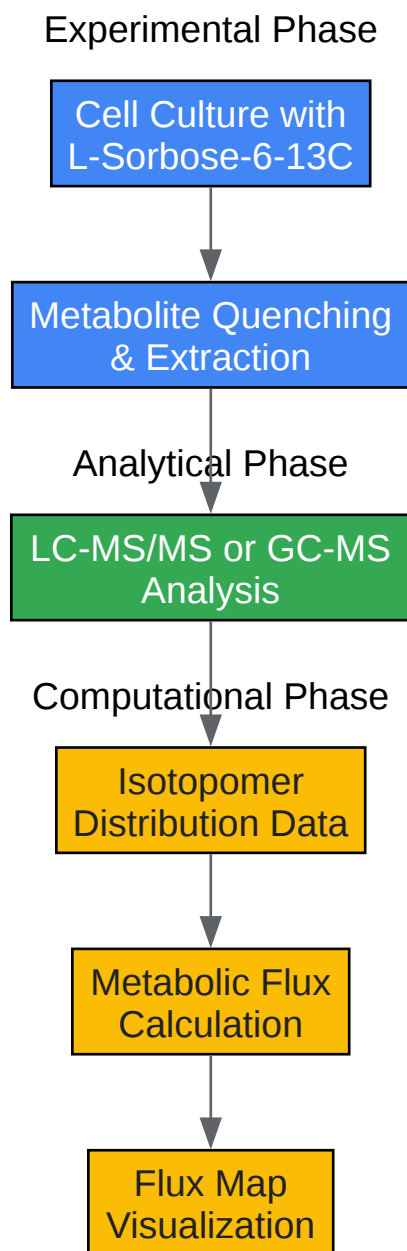 Experimental Phase
Cell Culture with
L-Sorbose-6-13C
Metabolite Quenching
& Extraction
Analytical Phase
LC-MS/MS or GC-MS
Analysis
Computational Phase
Isotopomer
Distribution Data
Metabolic Flux
Calculation
Flux Map
Visualization